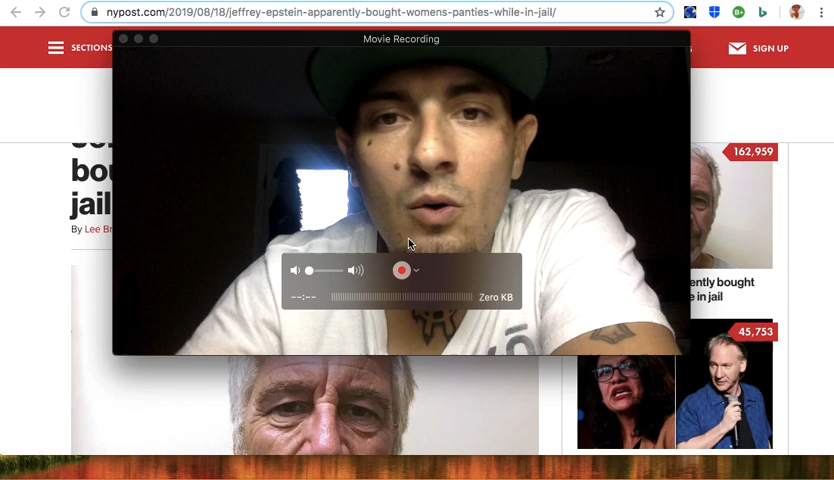 nypost.com/2019/08/18/jeffrey-epstein-apparently-bought-womens-panties-while-in-jail/
B+
SECTIONS
Movie Recording
SIGN UP
bou
jail
By Lee Br
--:--
Zero KB
162,959
ently bought
e in jail
45,753